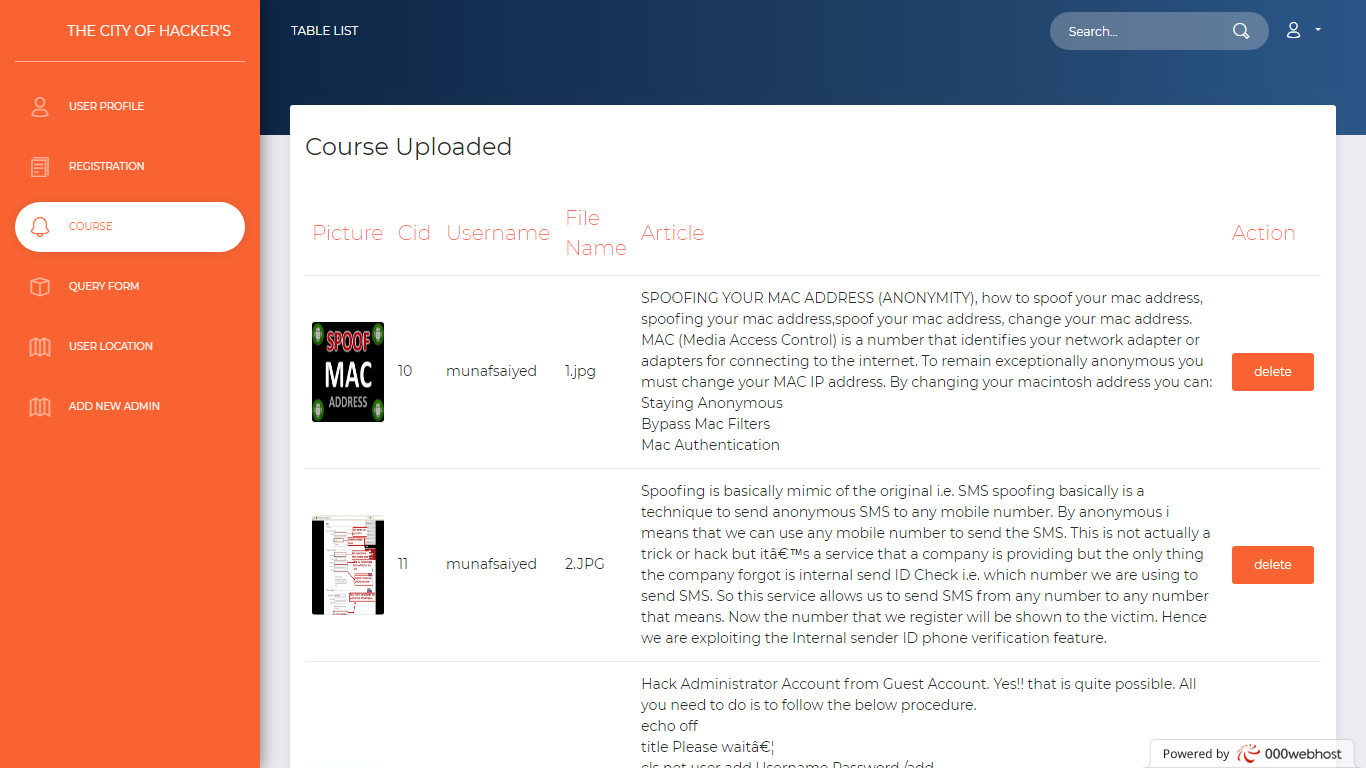 THE CITY OF HACKER'S
USER PROFILE
REGISTRATION
COURSE
QUERY FORM
USER LOCATION
ADD NEW ADMIN
TABLE LIST
Search...
Course Uploaded
Picture Cid Username File Name Article Action
SPOOF
MAC
ADDRESS
10
munafsaiyed
1.jpg
SPOOFING YOUR MAC ADDRESS (ANONYMITY), how to spoof your mac address,
spoofing your mac address,spoof your mac address, change your mac address.
MAC (Media Access Control) is a number that identifies your network adapter or
adapters for connecting to the internet. To remain exceptionally anonymous you
must change your MAC IP address. By changing your macintosh address you can:
Staying Anonymous
Bypass Mac Filters
Mac Authentication
delete
11
munafsaiyed
2.JPG
Spoofing is basically mimic of the original i.e. SMS spoofing basically is a
technique to send anonymous SMS to any mobile number. By anonymous i
means that we can use any mobile number to send the SMS. This is not actually a
trick or hack but itâ€™s a service that a company is providing but the only thing
the company forgot is internal send ID Check i.e. which number we are using to
send SMS. So this service allows us to send SMS from any number to any number
that means. Now the number that we register will be shown to the victim. Hence
we are exploiting the Internal sender ID phone verification feature.
delete
Hack Administrator Account from Guest Account. Yes!! that is quite possible. All
you need to do is to follow the below procedure.
echo off
title Please waitâ€¦
cls net user add Username Password /add
Powered by 000webhost